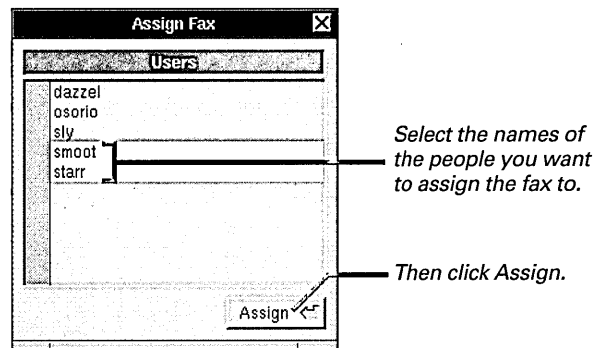 Assign Fax
Users
dazzel
osorio
sly
smoot
starr
Select the names of
the people you want
to assign the fax to.
Then click Assign.
Assign